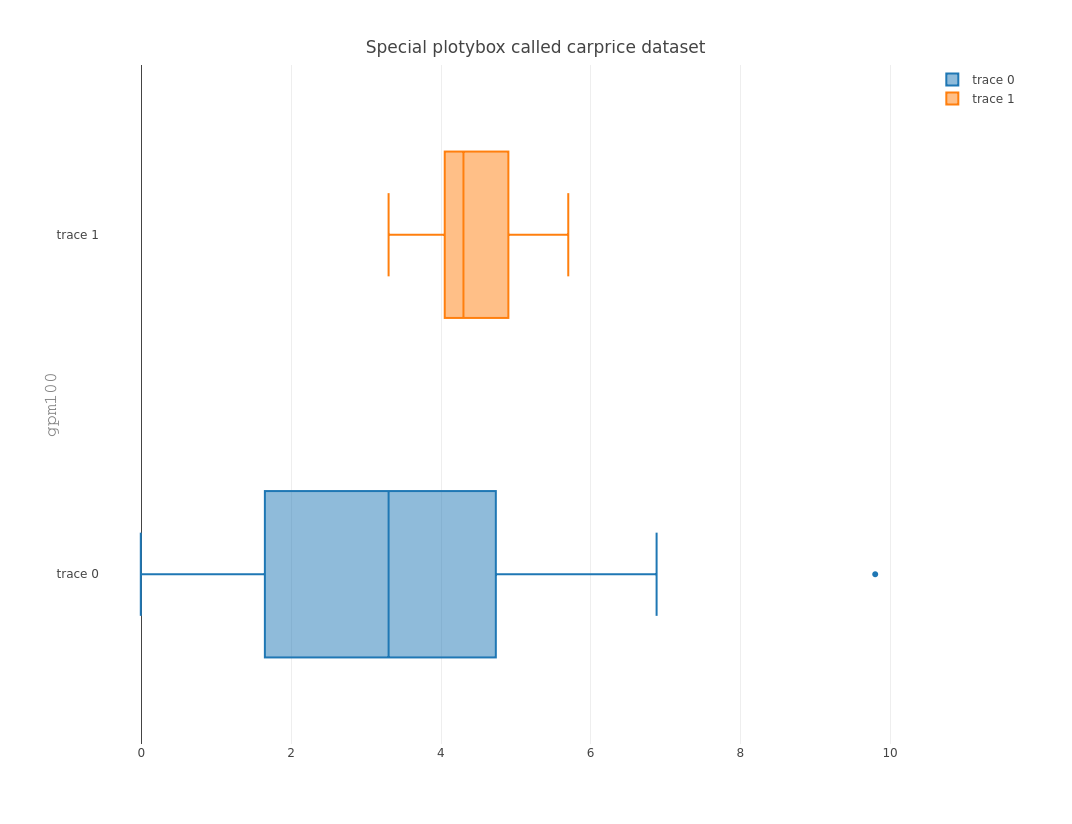 Special plotybox called carprice dataset
trace 0
trace 1
trace 1
gpm100
trace 0
0 2 4 6 8 10